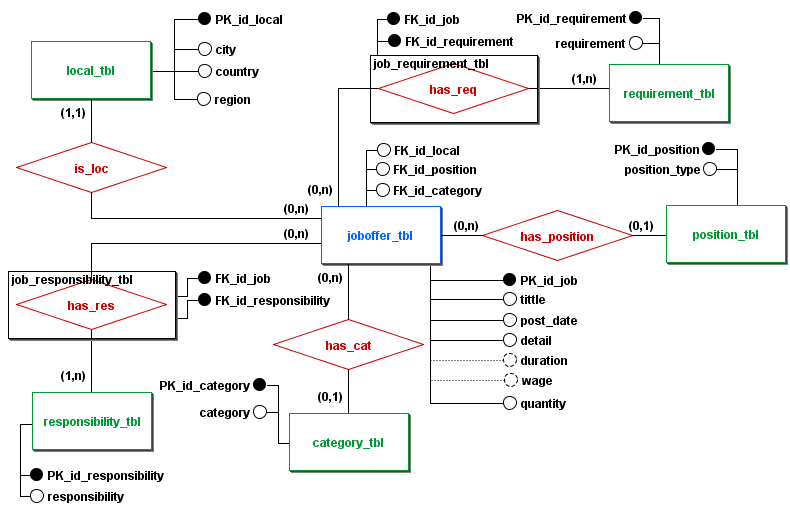 PK_id_local
city
country
region
local_tbl
(1,1)
is_loc
(0,n)
FK_id_job
FK_id_requirement
job_requirement_tbl
has_req
(1,n)
(0,n)
PK_id_requirement
requirement
requirement_tbl
FK_id_local
FK_id_position
FK_id_category
joboffer_tbl
(0,n)
has_position
(0,1)
PK_id_position
position_type
position_tbl
(0,n)
job_responsibility_tbl
has_res
FK_id_job
FK_id_responsibility
(1,n)
responsibility_tbl
PK_id_responsibility
responsibility
(0,n)
has_cat
(0,1)
PK_id_category
category
category_tbl
PK_id_job
tittle
post_date
detail
duration
wage
quantity